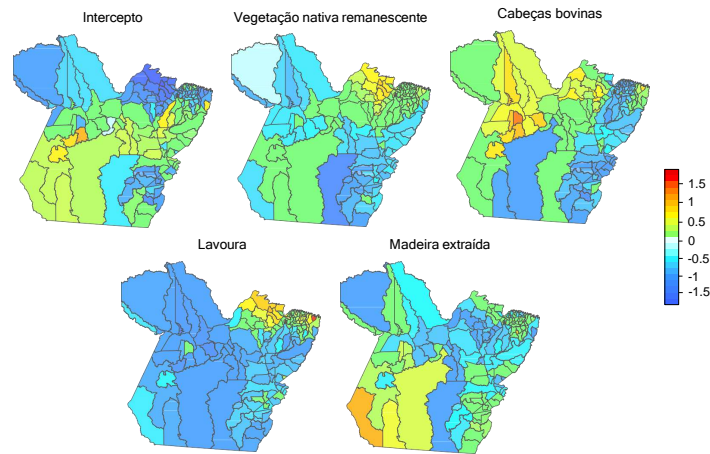 Intercepto
Vegetação nativa remanescente
Cabeças bovinas
1.5
1
0.5
0
-0.5
-1
-1.5
Lavoura
Madeira extraída